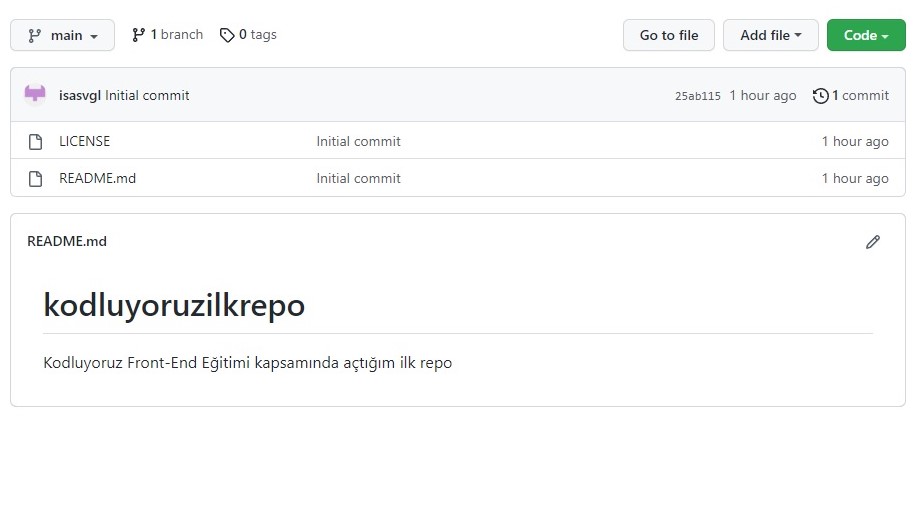 main 1 branch 0 tags Go to file Add file Code
isasvgl Initial commit 25ab115 1 hour ago 1 commit
LICENSE Initial commit 1 hour ago
README.md Initial commit 1 hour ago
README.md
kodluyoruzilkrepo
Kodluyoruz Front-End Eğitimi kapsamında açtığım ilk repo